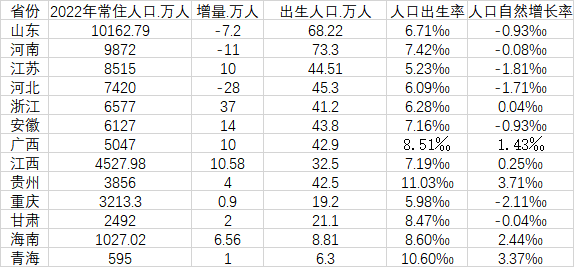 省份 2022年常住人口.万人 增量.万人 出生人口.万人 人口出生率 人口自然增长率
山东 10162.79 -7.2 68.22 6.71‰ -0.93‰
河南 9872 -11 73.3 7.42‰ -0.08‰
江苏 8515 10 44.51 5.23‰ -1.81‰
河北 7420 -28 45.3 6.09‰ -1.71‰
浙江 6577 37 41.2 6.28‰ 0.04‰
安徽 6127 14 43.8 7.16‰ -0.93‰
广西 5047 10 42.9 8.51‰ 1.43‰
江西 4527.98 10.58 32.5 7.19‰ 0.25‰
贵州 3856 4 42.5 11.03‰ 3.71‰
重庆 3213.3 0.9 19.2 5.98‰ -2.11‰
甘肃 2492 2 21.1 8.47‰ -0.04‰
海南 1027.02 6.56 8.81 8.60‰ 2.44‰
青海 595 1 6.3 10.60‰ 3.37‰